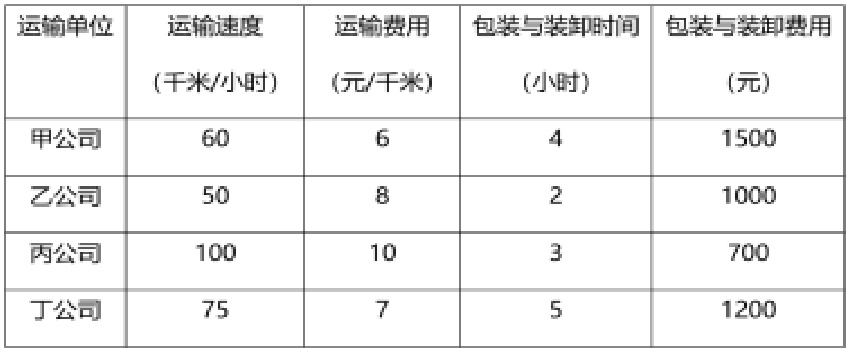 运输单位 运输速度 运输费用 包装与装卸时间 包装与装卸费用
（千米/小时） （元/千米） （小时） （元）
甲公司 60 6 4 1500
乙公司 50 8 2 1000
丙公司 100 10 3 700
丁公司 75 7 5 1200